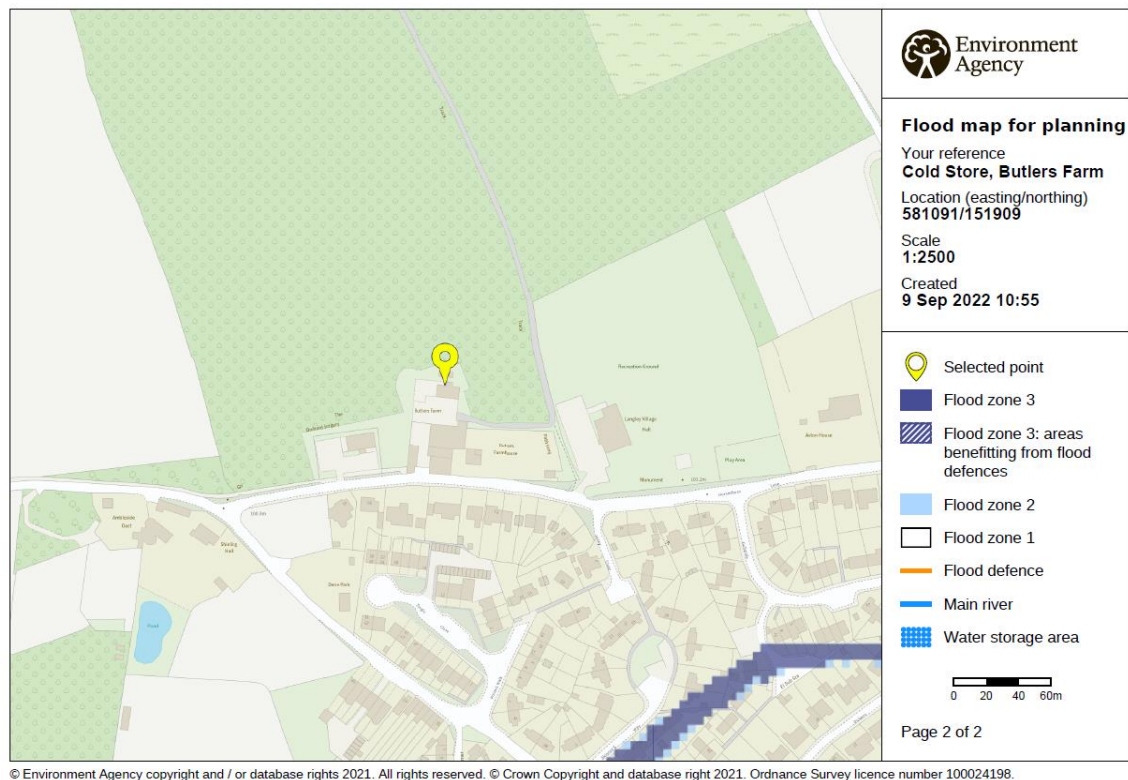 Track
Track
Recreation Ground
Butlers Farm
Langley Village
Hall
Farmhouse
Play Area
Monument
Pond
Environment
Agency
Flood map for planning
Your reference
Cold Store, Butlers Farm
Location (easting/northing)
581091/151909
Scale
1:2500
Created
9 Sep 2022 10:55
Selected point
Flood zone 3
Flood zone 3: areas
benefitting from flood
defences
Flood zone 2
Flood zone 1
Flood defence
Main river
Water storage area
0 20 40 60m
Page 2 of 2
© Environment Agency copyright and / or database rights 2021. All rights reserved. © Crown Copyright and database right 2021. Ordnance Survey licence number 100024198.